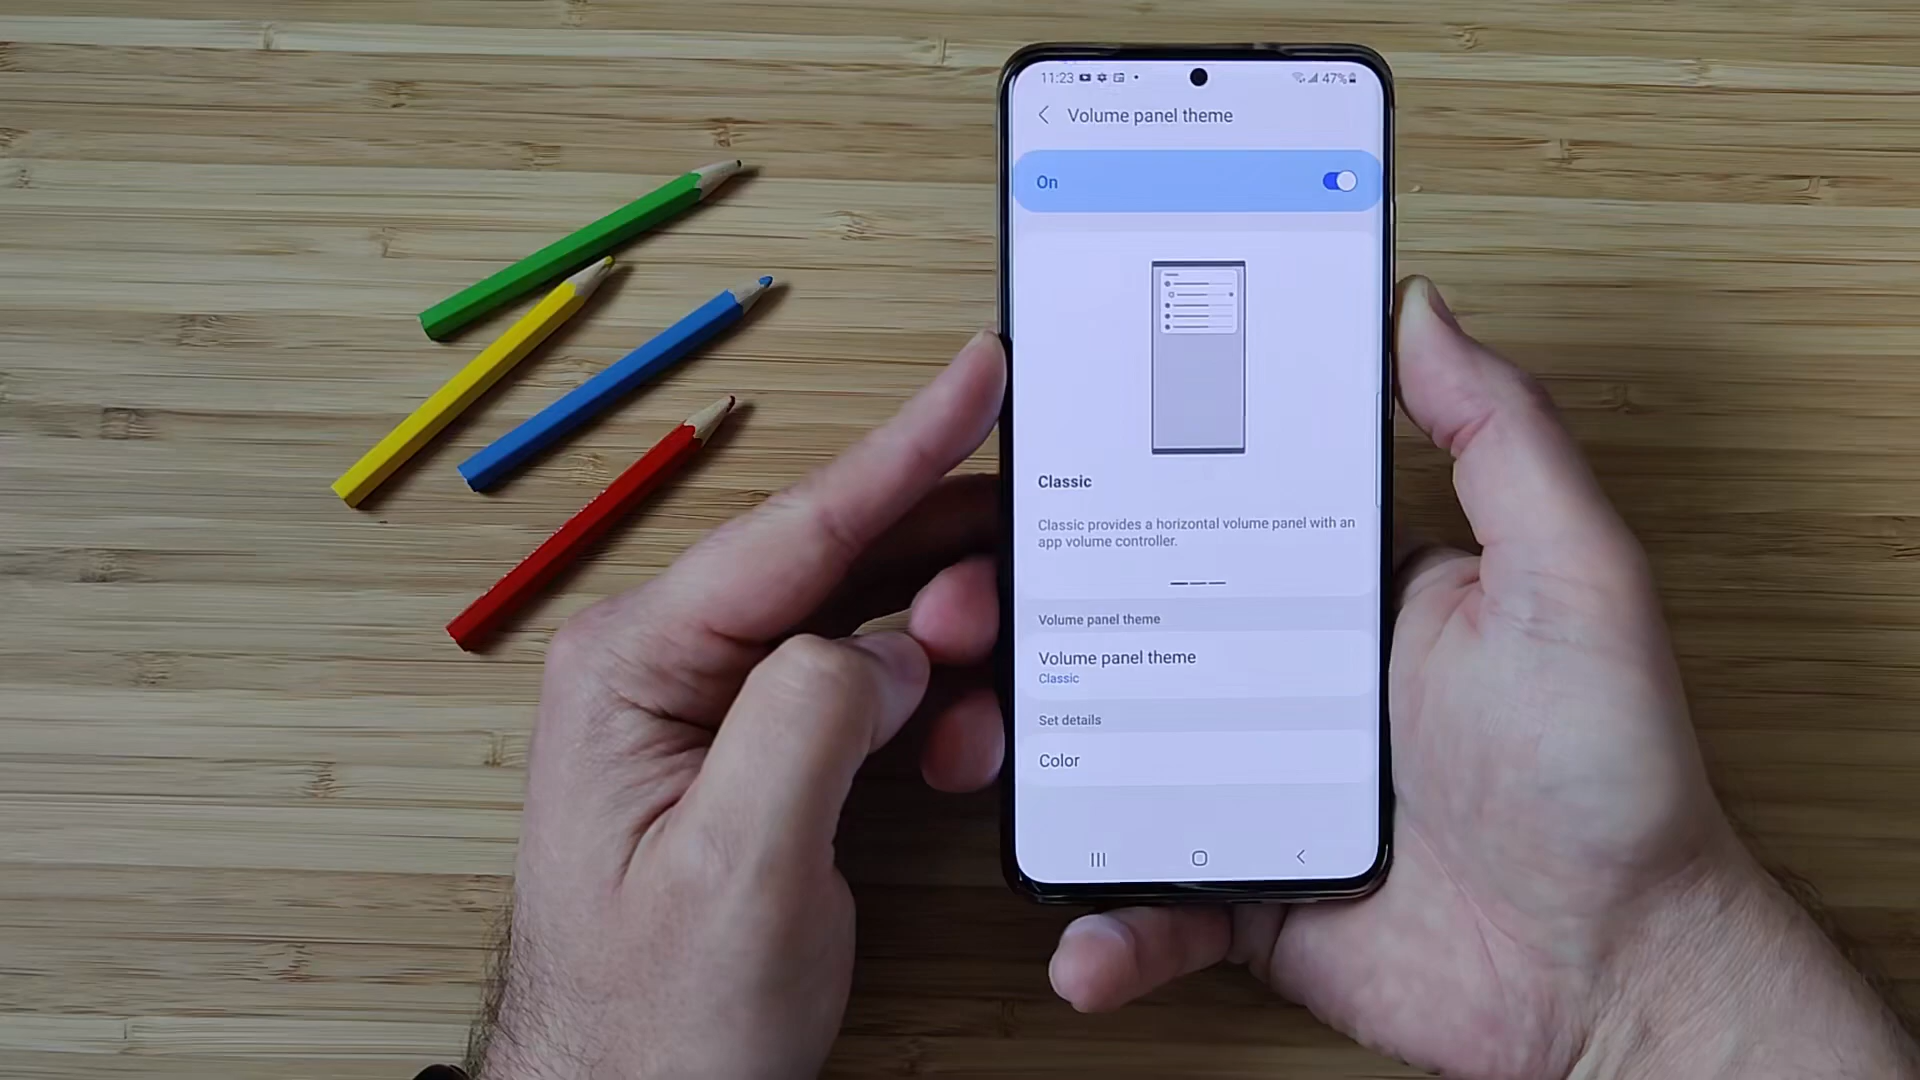 11:23
47%
Volume panel theme
On
Classic
Classic provides a horizontal volume panel with an
app volume controller.
Volume panel theme
Volume panel theme
Classic
Set details
Color